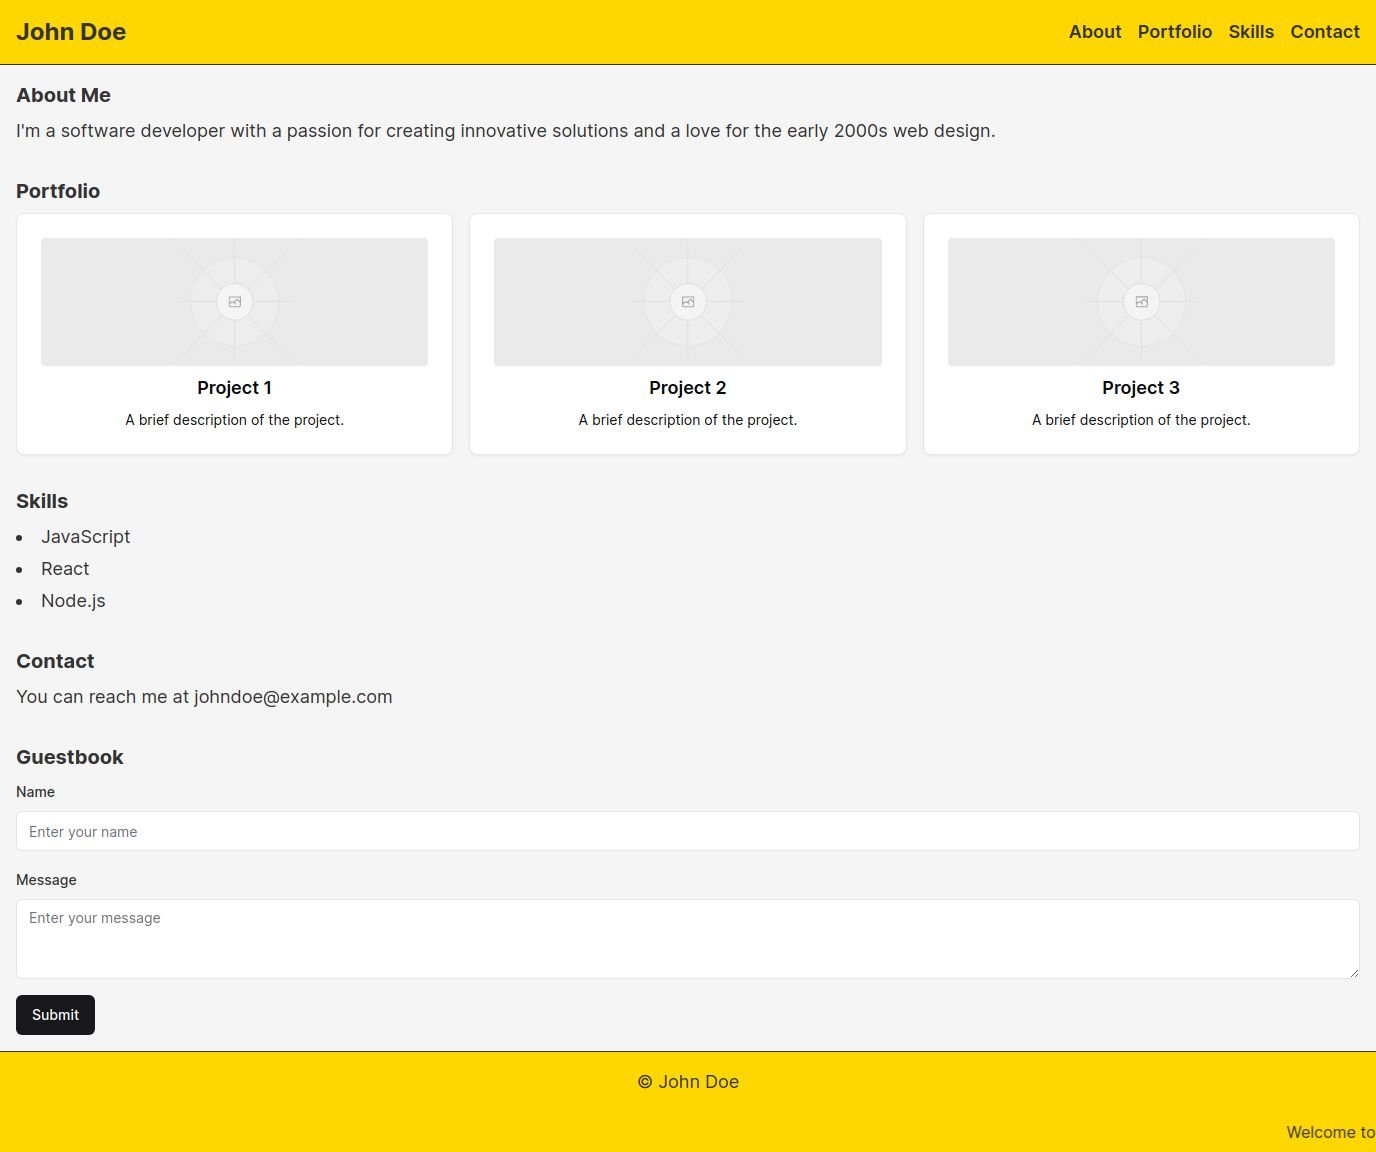 John Doe
About Portfolio Skills Contact
About Me
I'm a software developer with a passion for creating innovative solutions and a love for the early 2000s web design.
Portfolio
Project 1
A brief description of the project.
Project 2
A brief description of the project.
Project 3
A brief description of the project.
Skills
JavaScript
React
Node.js
Contact
You can reach me at johndoe@example.com
Guestbook
Name
Enter your name
Message
Enter your message
Submit
© John Doe
Welcome to